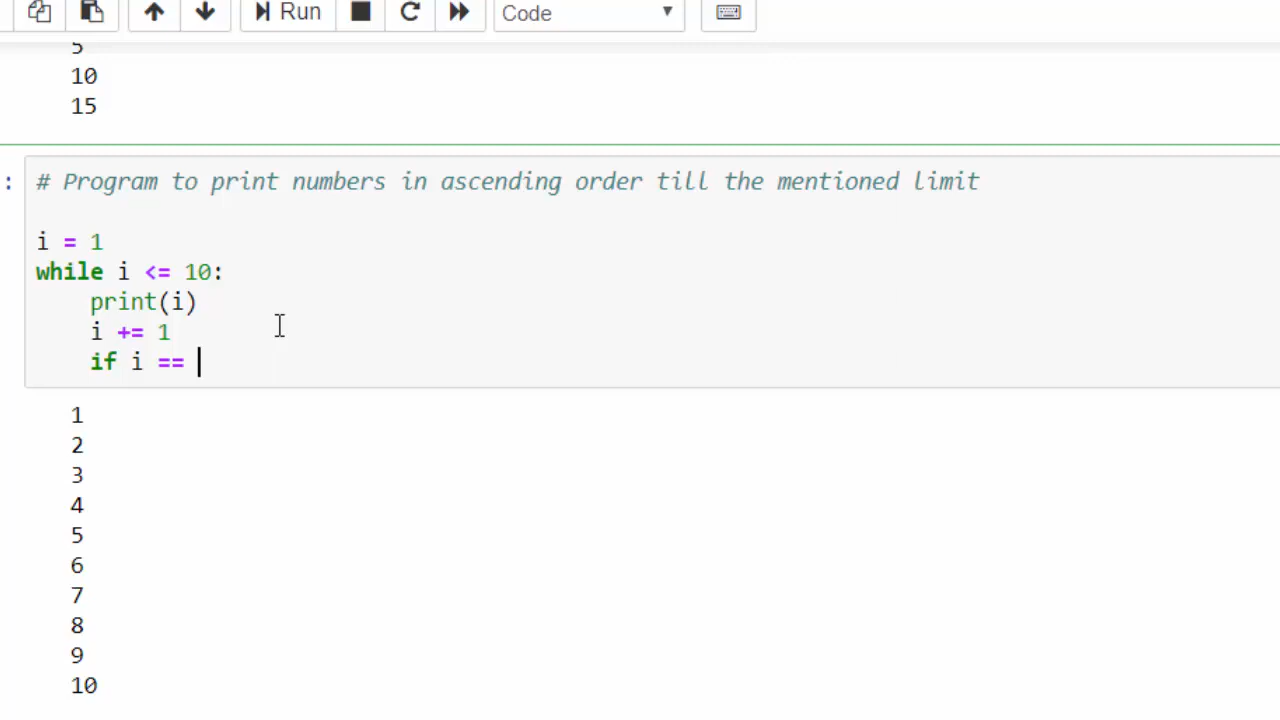 Run
Code
5
10
15
:
# Program to print numbers in ascending order till the mentioned limit
i = 1
while i <= 10:
    print(i)
    i += 1
    if i ==
1
2
3
4
5
6
7
8
9
10